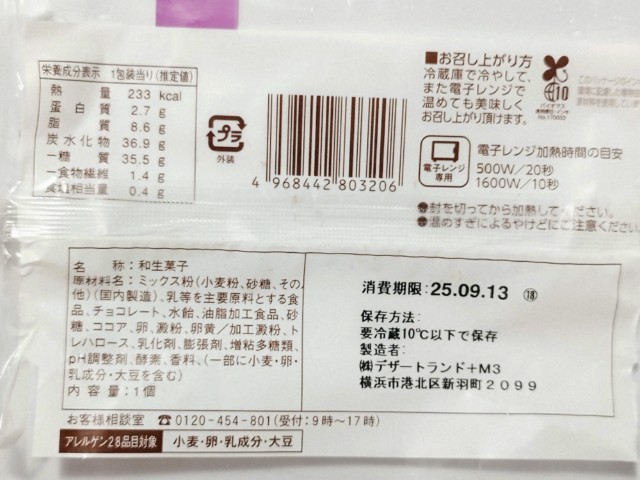 栄養成分表示 1包装当り(推定値)
熱量 233 kcal
蛋白質 2.7 g
脂質 8.6 g
炭水化物 36.9 g
ー糖質 35.5 g
ー食物繊維 1.4 g
食塩相当量 0.4 g
プラ
外装
4 968442 803206
■お召し上がり方
冷蔵庫で冷やして、
また電子レンジで
温めても美味しく
お召し上がり頂けます。
10
バイオマス
No.170033
電子レンジ
専用
電子レンジ加熱時間の目安
500W/20秒
1600W/10秒
●封を切ってから加熱してください。
●温めすぎによるやけどにご注意くださ
名称:和生菓子
原材料名:ミックス粉(小麦粉、砂糖、その
他)(国内製造)、乳等を主要原料とする食
品、チョコレート、水飴、油脂加工食品、砂
糖、ココア、卵、澱粉、卵黄/加工澱粉、ト
レハロース、乳化剤、膨張剤、増粘多糖類、
pH調整剤、酵素、香料、(一部に小麦・卵・
乳成分・大豆を含む)
内容量:1個
消費期限:25.09.13 ⑱
保存方法:
要冷蔵10℃以下で保存
製造者:
㈱デザートランド+M3
横浜市港北区新羽町2099
お客様相談室 ☎0120-454-801(受付:9時～17時)
アレルゲン28品目対象 小麦・卵・乳成分・大豆